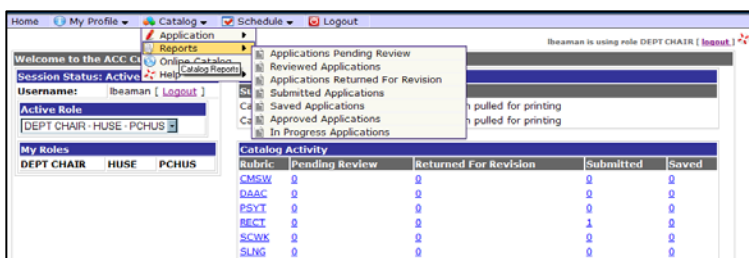 Home My Profile Catalog Schedule Logout
Application
lbeaman is using role DEPT CHAIR [ logout ]
Reports
Applications Pending Review
Welcome to the ACC Cu
Online Catalog
Reviewed Applications
Session Status: Active
Help
Catalog Reports
Applications Returned For Revision
Username: lbeaman [ Logout ]
Submitted Applications
Saved Applications
n pulled for printing
Active Role
Approved Applications
n pulled for printing
DEPT CHAIR - HUSE - PCHUS
In Progress Applications
My Roles
Catalog Activity
DEPT CHAIR HUSE PCHUS
Rubric Pending Review Returned For Revision Submitted Saved
CMSW 0 0 0 0
DAAC 0 0 0 0
PSYT 0 0 0 0
RECT 0 0 1 0
SCWK 0 0 0 0
SLNG 0 0 0 0